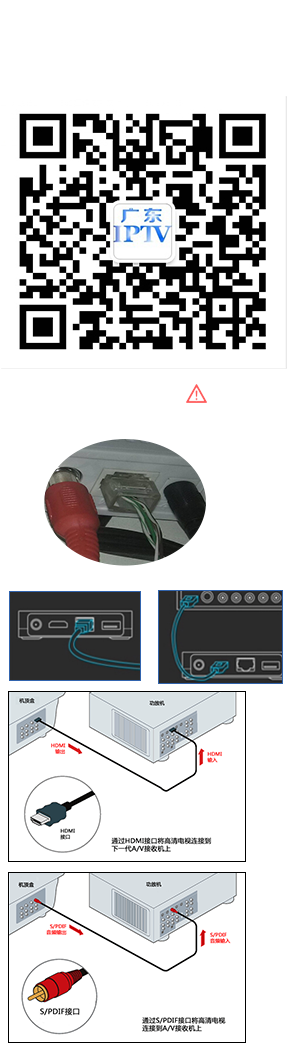 广东
IPTV
机顶盒
功放机
HDMI
输出
HDMI
输入
HDMI
接口
通过HDMI接口将高清电视连接到
下一代A/V接收机上
机顶盒
功放机
S/PDIF
音频输出
S/PDIF
音频输入
S/PDIF接口
通过S/PDIF接口将高清电视
连接到A/V接收机上